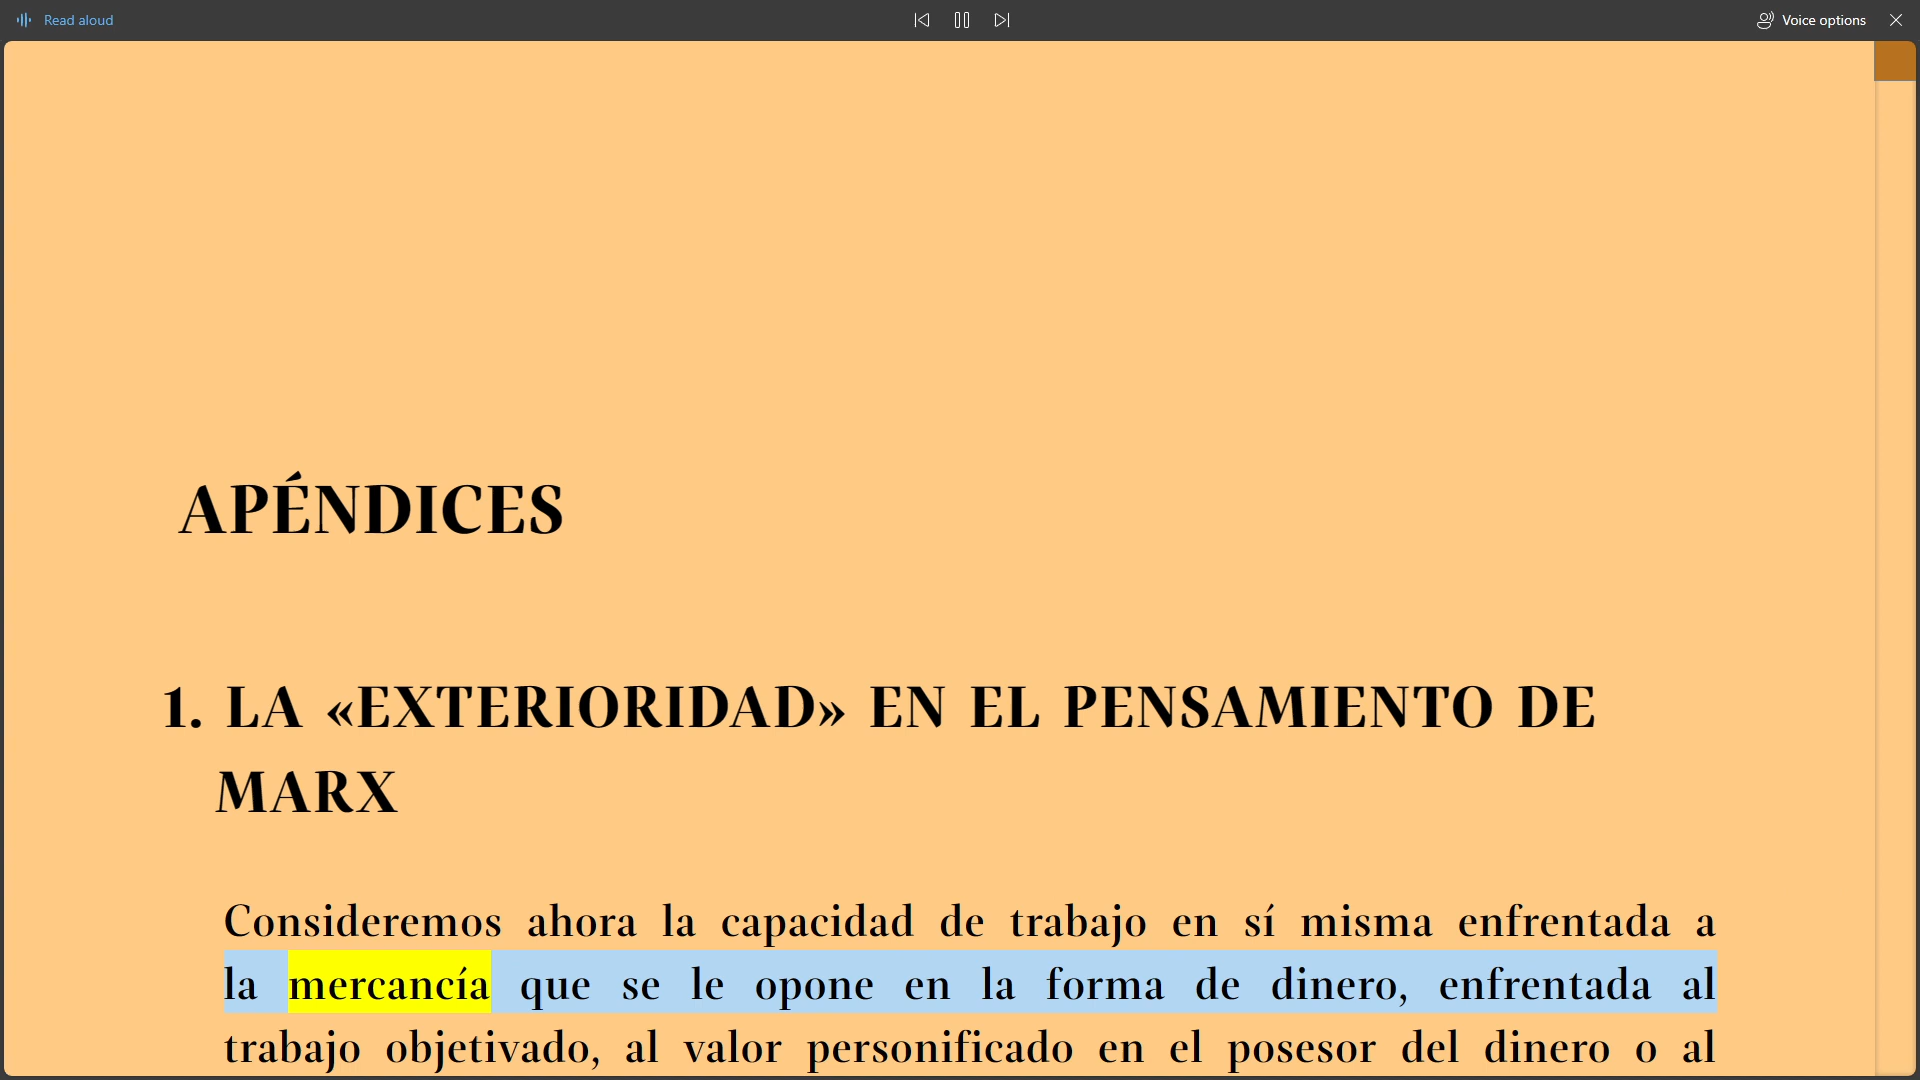 Read aloud
Voice options
APÉNDICES
1. LA «EXTERIORIDAD» EN EL PENSAMIENTO DE
MARX
Consideremos ahora la capacidad de trabajo en sí misma enfrentada a
la mercancía que se le opone en la forma de dinero, enfrentada al
trabajo objetivado, al valor personificado en el posesor del dinero o al